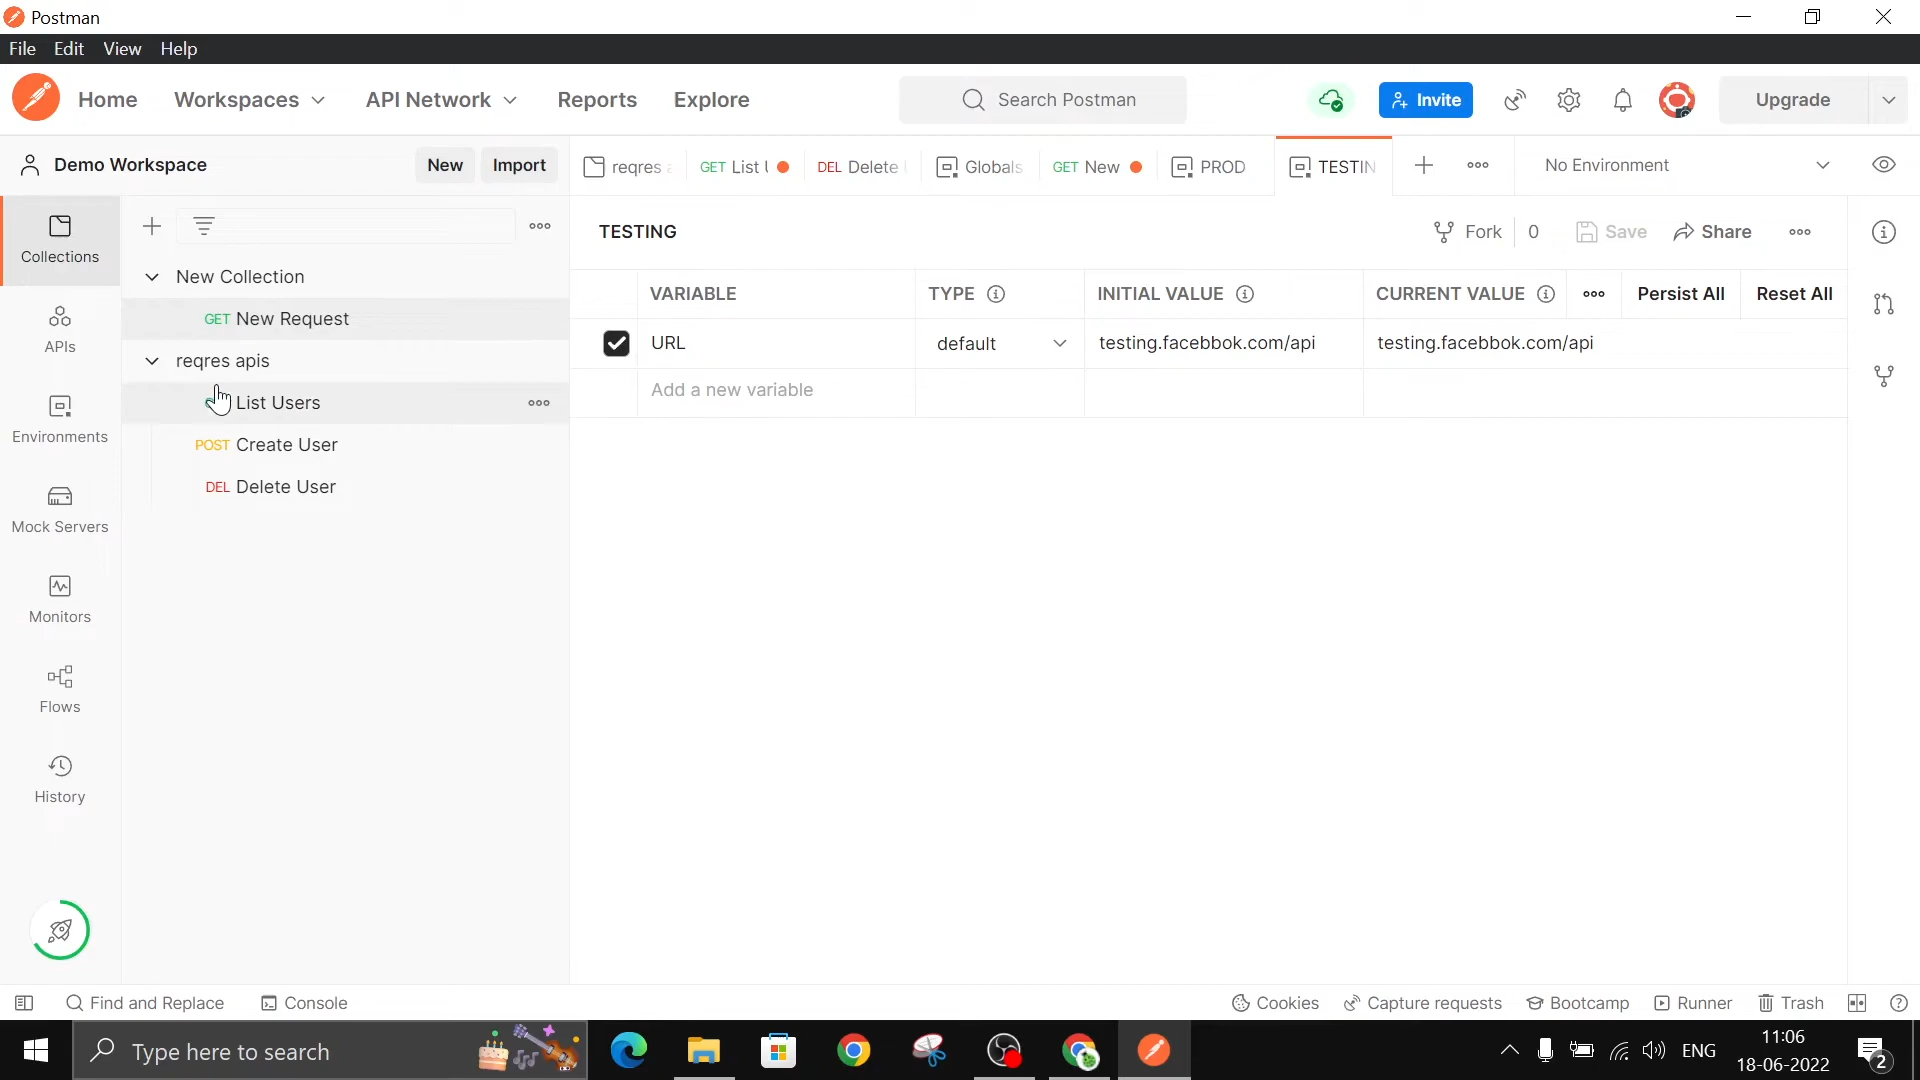 Postman
File Edit View Help
Home Workspaces API Network Reports Explore Search Postman Invite Upgrade
Demo Workspace New Import
reqres a GET List DEL Delete Globals GET New PROD TESTIN No Environment
Collections
APIs
Environments
Mock Servers
Monitors
Flows
History
New Collection
GET New Request
reqres apis
List Users
POST Create User
DEL Delete User
TESTING Fork 0 Save Share
VARIABLE TYPE INITIAL VALUE CURRENT VALUE Persist All Reset All
URL default testing.facebbok.com/api testing.facebbok.com/api
Add a new variable
Find and Replace Console Cookies Capture requests Bootcamp Runner Trash
Type here to search ENG 11:06
18-06-2022 2